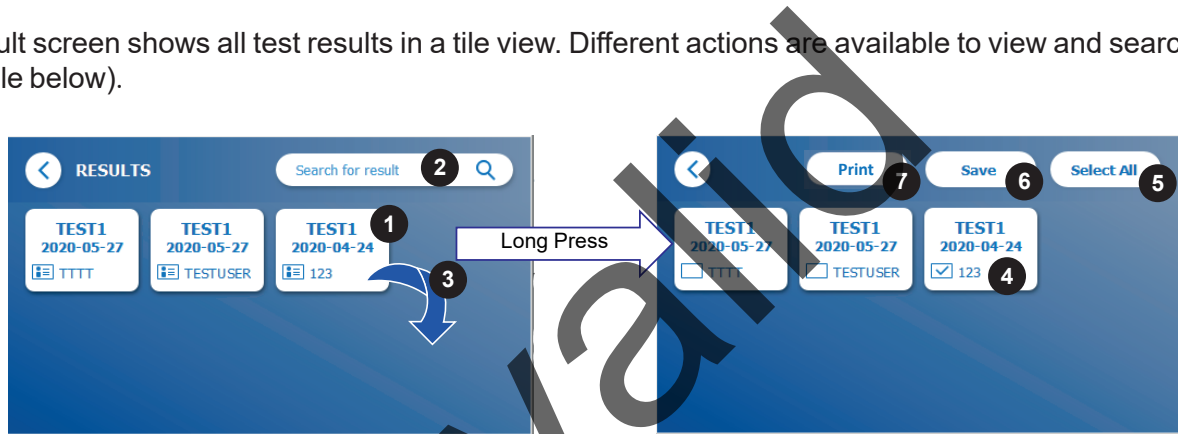 ult screen shows all test results in a tile view. Different actions are available to view and searc
le below).
RESULTS
Search for result
2
TEST1
2020-05-27
TTTT
TEST1
2020-05-27
TESTUSER
TEST1
2020-04-24
123
1
3
Long Press
Print
7
Save
6
Select All
5
TEST1
2020-05-27
TTTT
TEST1
2020-05-27
TESTUSER
TEST1
2020-04-24
123
4
valid